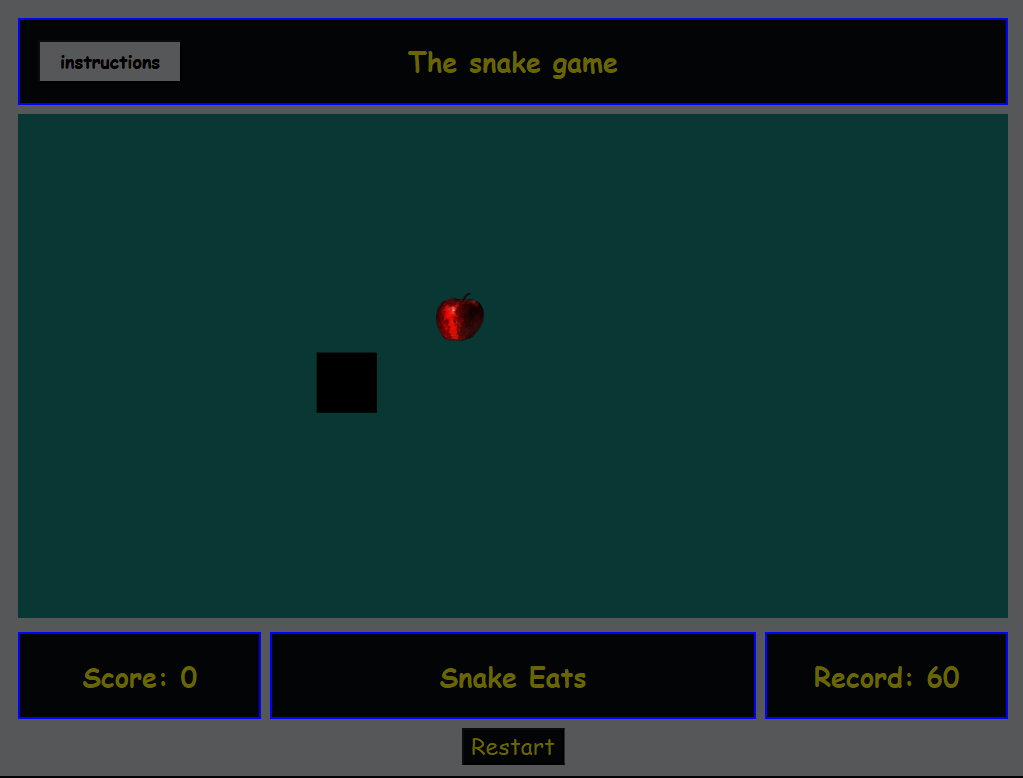 instructions
The snake game
Score: 0
Snake Eats
Record: 60
Restart